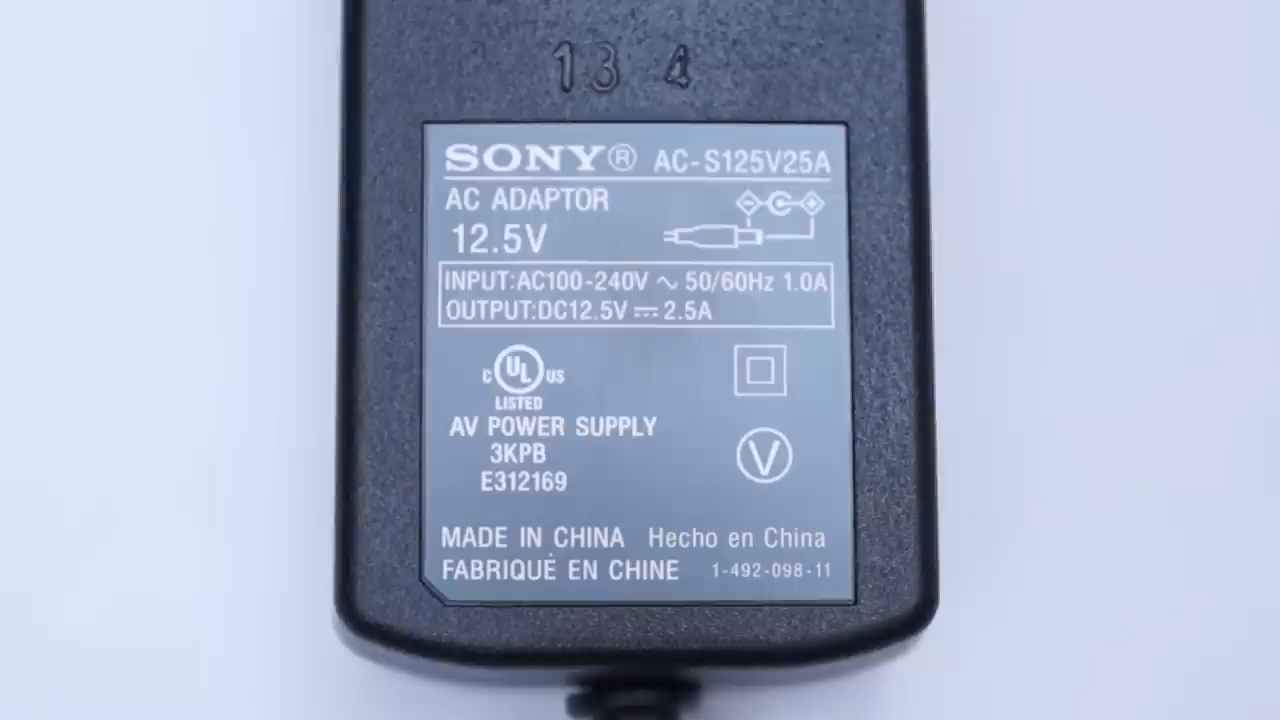 13 4
SONY® AC-S125V25A
AC ADAPTOR
12.5V
INPUT:AC100-240V ~ 50/60Hz 1.0A
OUTPUT:DC12.5V ⎓ 2.5A
C UL US
LISTED
AV POWER SUPPLY
3KPB
E312169
V
MADE IN CHINA Hecho en China
FABRIQUÉ EN CHINE 1-492-098-11